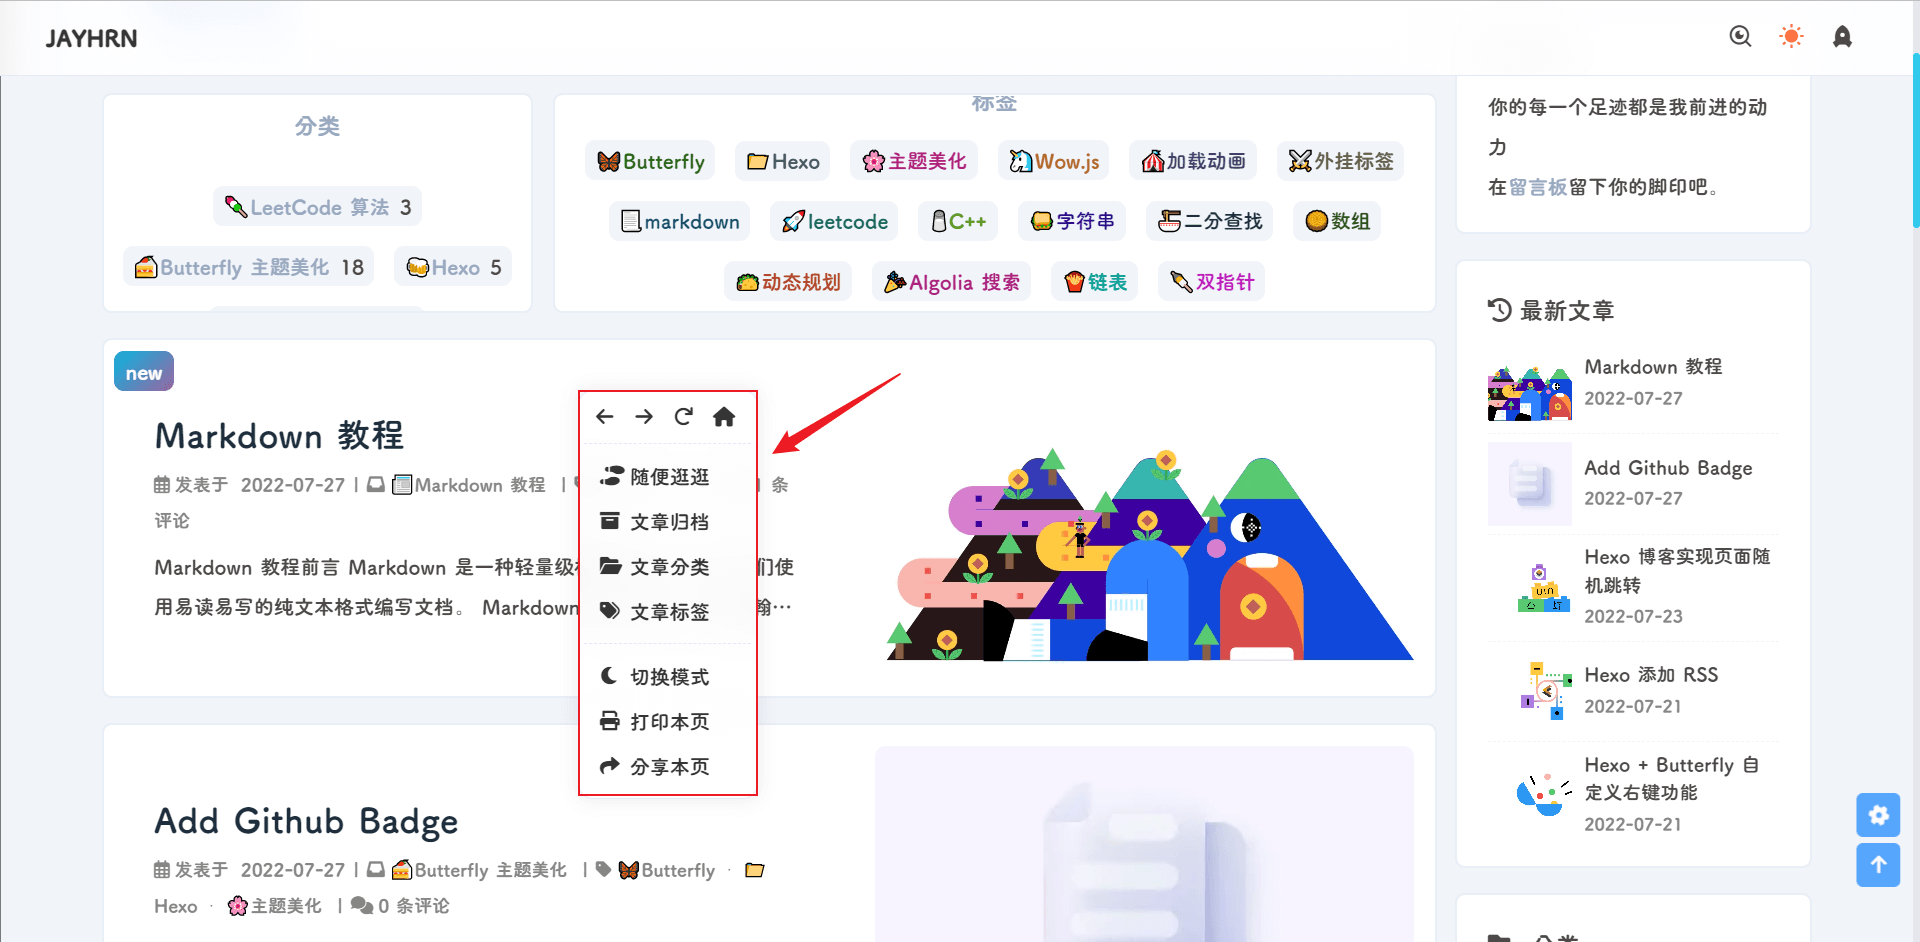 JAYHRN
分类
LeetCode 算法 3
Butterfly 主题美化 18
Hexo 5
标签
Butterfly Hexo 主题美化 Wow.js 加载动画 外挂标签
markdown leetcode C++ 字符串 二分查找 数组
动态规划 Algolia 搜索 链表 双指针
new
Markdown 教程
发表于 2022-07-27 | Markdown 教程 | 条
评论
Markdown 教程前言 Markdown 是一种轻量级 们使
用易读易写的纯文本格式编写文档。 Markdown …
随便逛逛
文章归档
文章分类
文章标签
切换模式
打印本页
分享本页
Add Github Badge
发表于 2022-07-27 | Butterfly 主题美化 | Butterfly ·
Hexo · 主题美化 | 0 条评论
你的每一个足迹都是我前进的动
力
在留言板留下你的脚印吧。
最新文章
Markdown 教程
2022-07-27
Add Github Badge
2022-07-27
Hexo 博客实现页面随
机跳转
2022-07-23
Hexo 添加 RSS
2022-07-21
Hexo + Butterfly 自
定义右键功能
2022-07-21